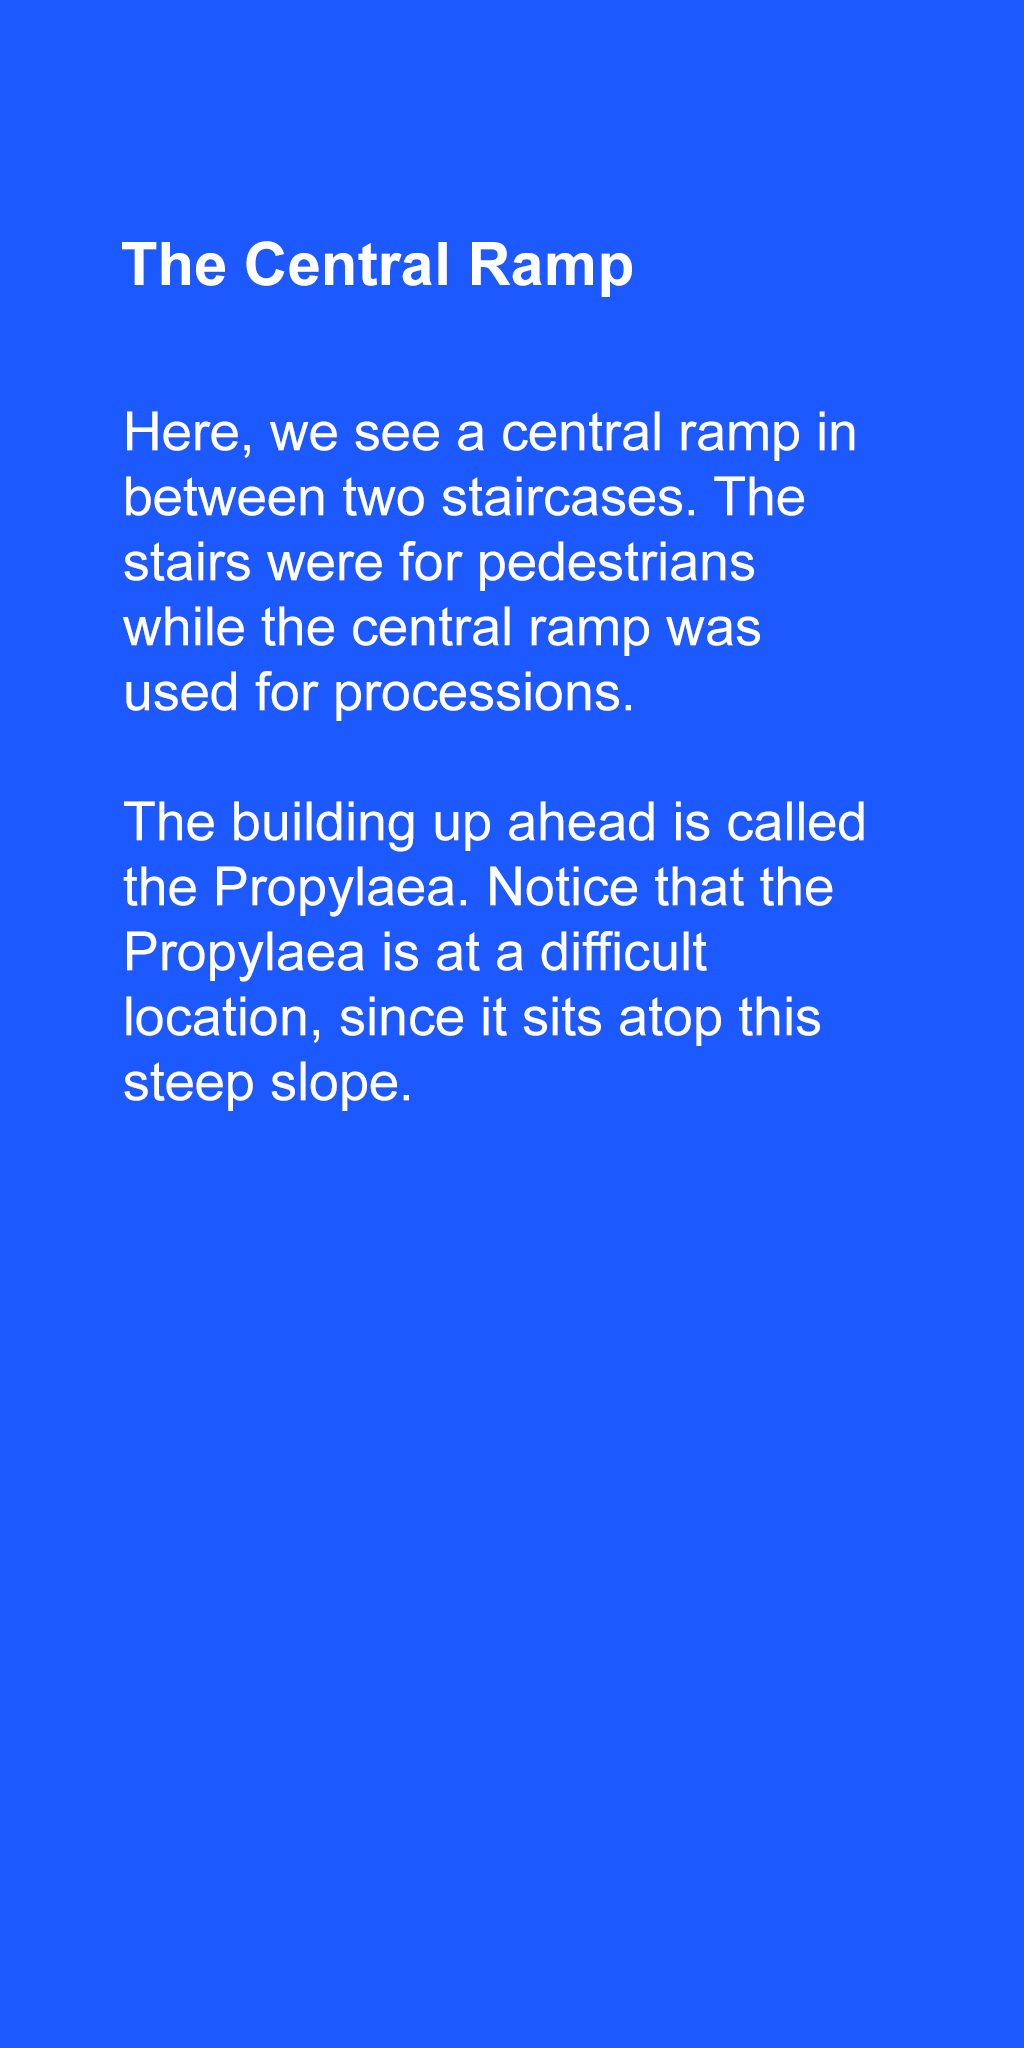 The Central Ramp
Here, we see a central ramp in
between two staircases. The
stairs were for pedestrians
while the central ramp was
used for processions.
The building up ahead is called
the Propylaea. Notice that the
Propylaea is at a difficult
location, since it sits atop this
steep slope.